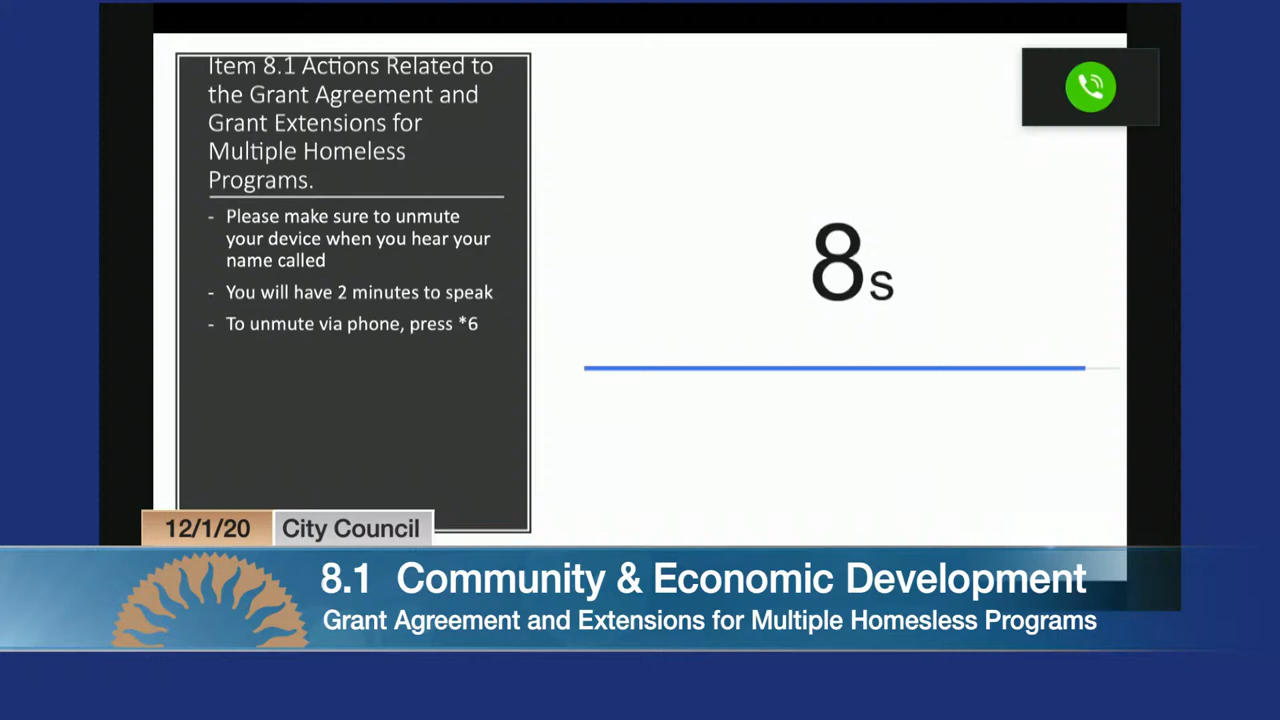 Item 8.1 Actions Related to
the Grant Agreement and
Grant Extensions for
Multiple Homeless
Programs.
- Please make sure to unmute
your device when you hear your
name called
- You will have 2 minutes to speak
- To unmute via phone, press *6
8s
12/1/20 City Council
8.1 Community & Economic Development
Grant Agreement and Extensions for Multiple Homesless Programs